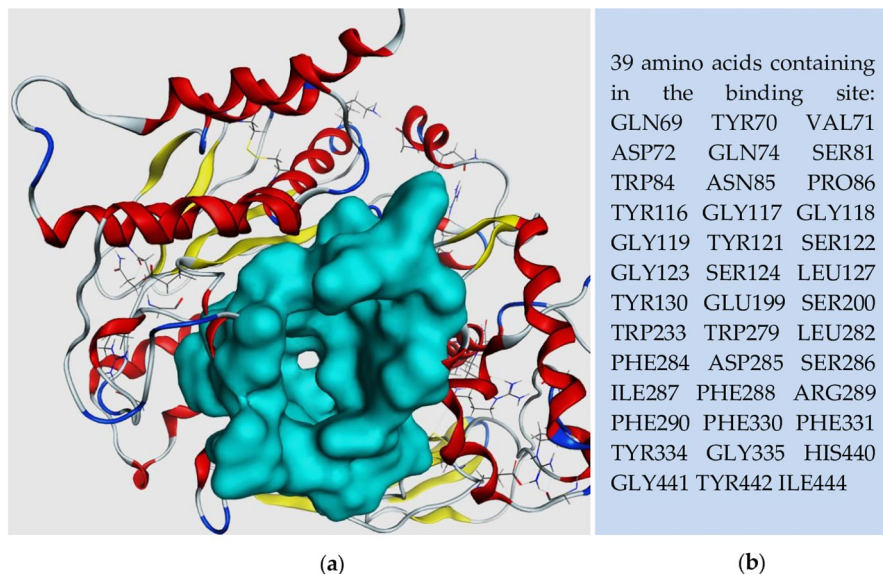 39 amino acids containing
in the binding site:
GLN69 TYR70 VAL71
ASP72 GLN74 SER81
TRP84 ASN85 PRO86
TYR116 GLY117 GLY118
GLY119 TYR121 SER122
GLY123 SER124 LEU127
TYR130 GLU199 SER200
TRP233 TRP279 LEU282
PHE284 ASP285 SER286
ILE287 PHE288 ARG289
PHE290 PHE330 PHE331
TYR334 GLY335 HIS440
GLY441 TYR442 ILE444
(a) (b)